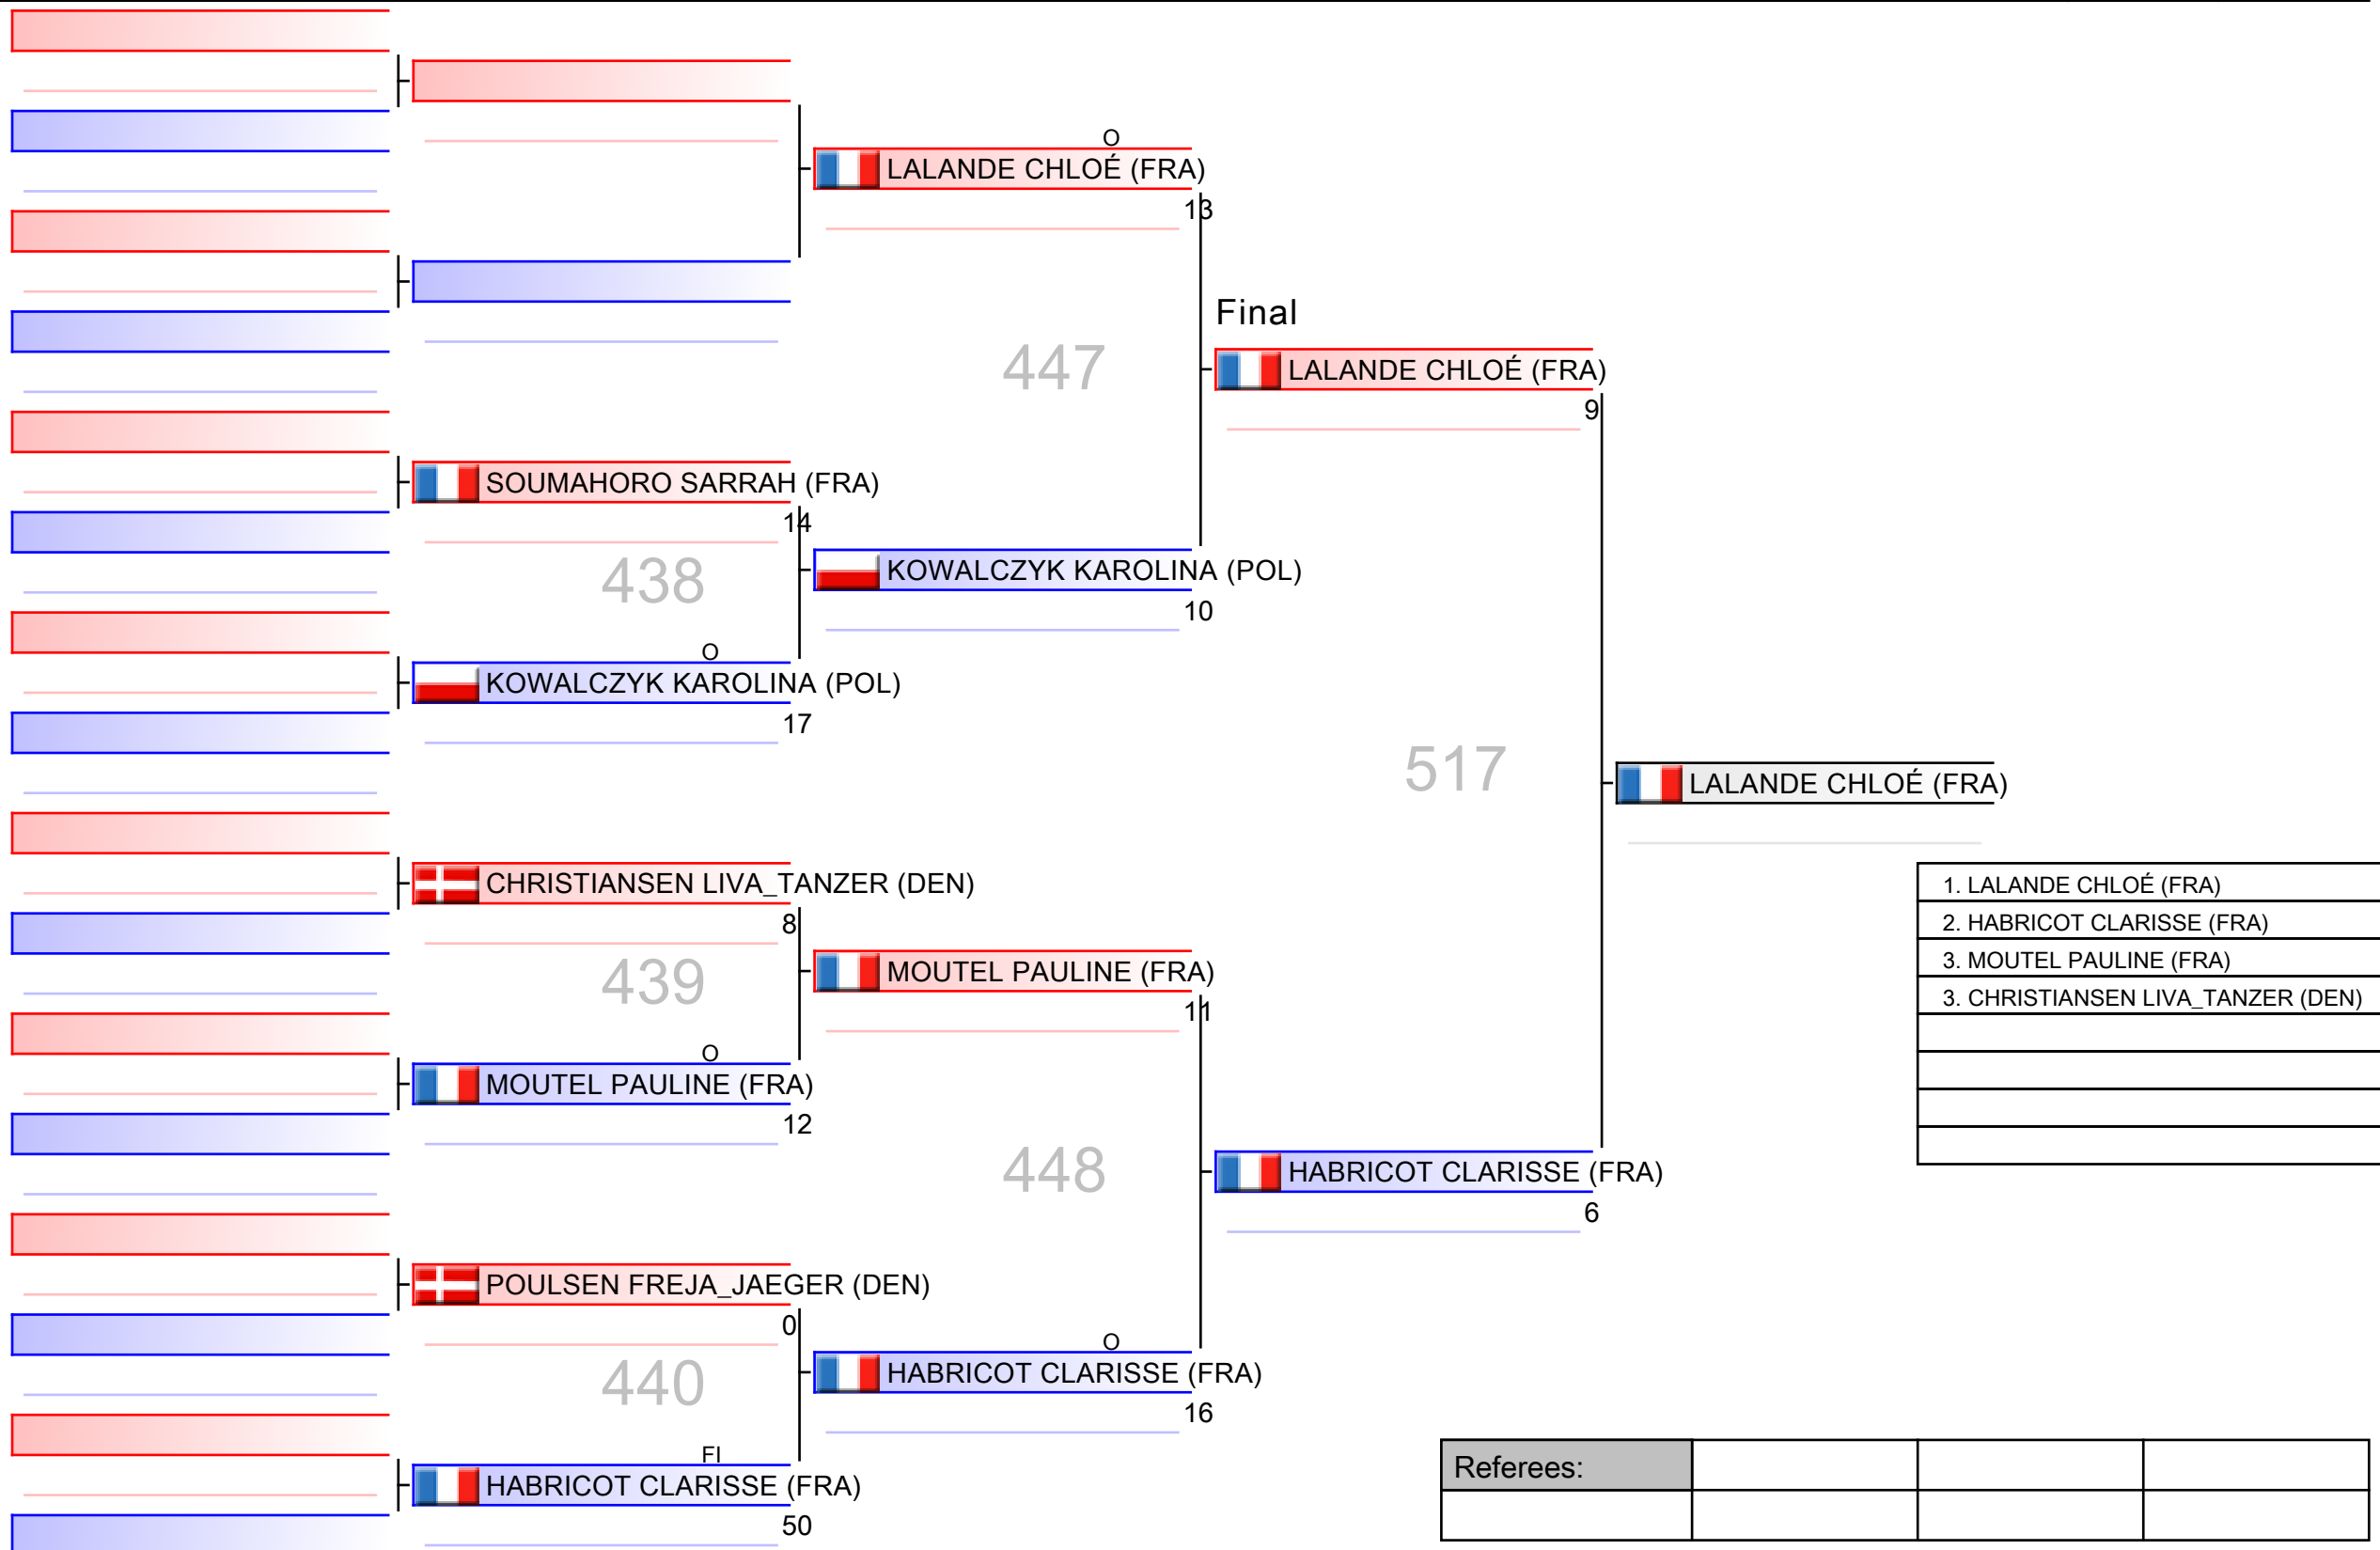 O
LALANDE CHLOÉ (FRA)
13
Final
447
LALANDE CHLOÉ (FRA)
9
SOUMAHORO SARRAH (FRA)
14
438
KOWALCZYK KAROLINA (POL)
10
O
KOWALCZYK KAROLINA (POL)
17
517
LALANDE CHLOÉ (FRA)
CHRISTIANSEN LIVA_TANZER (DEN)
8
439
MOUTEL PAULINE (FRA)
11
O
MOUTEL PAULINE (FRA)
12
448
HABRICOT CLARISSE (FRA)
6
POULSEN FREJA_JAEGER (DEN)
0
440
O
HABRICOT CLARISSE (FRA)
16
FI
HABRICOT CLARISSE (FRA)
50
1. LALANDE CHLOÉ (FRA)
2. HABRICOT CLARISSE (FRA)
3. MOUTEL PAULINE (FRA)
3. CHRISTIANSEN LIVA_TANZER (DEN)
Referees: